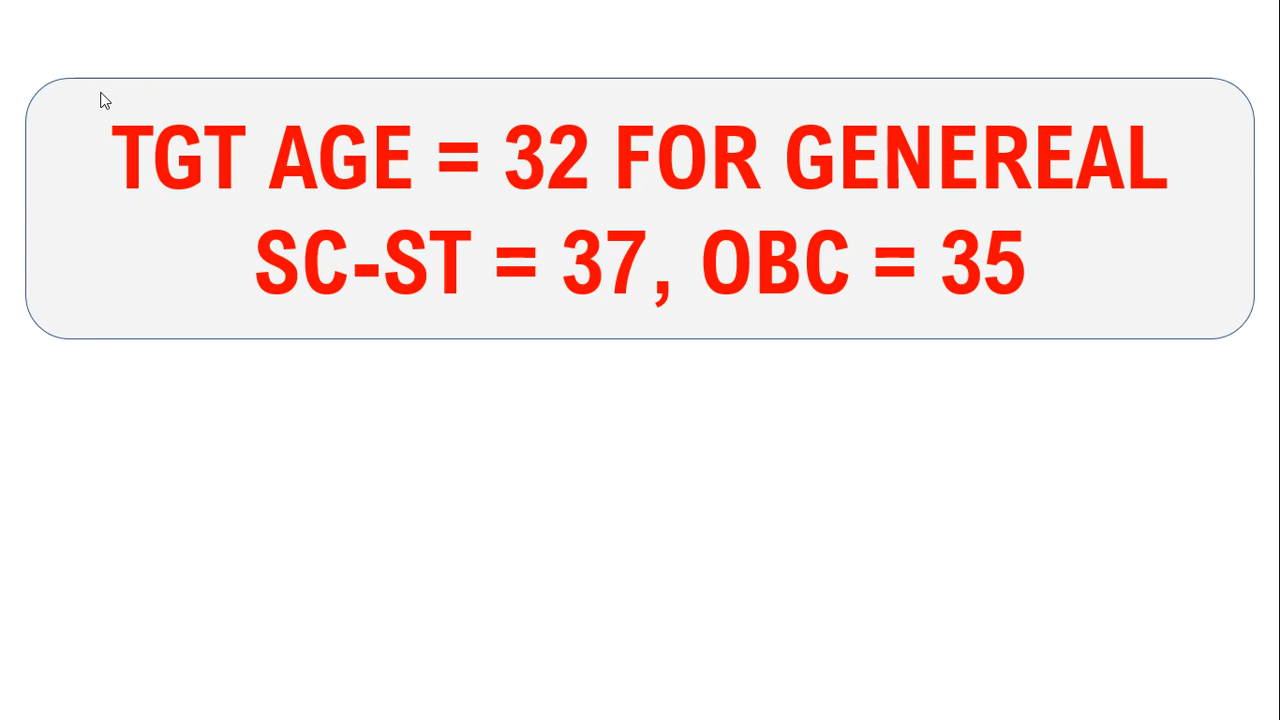 TGT AGE = 32 FOR GENEREAL
SC-ST = 37, OBC = 35